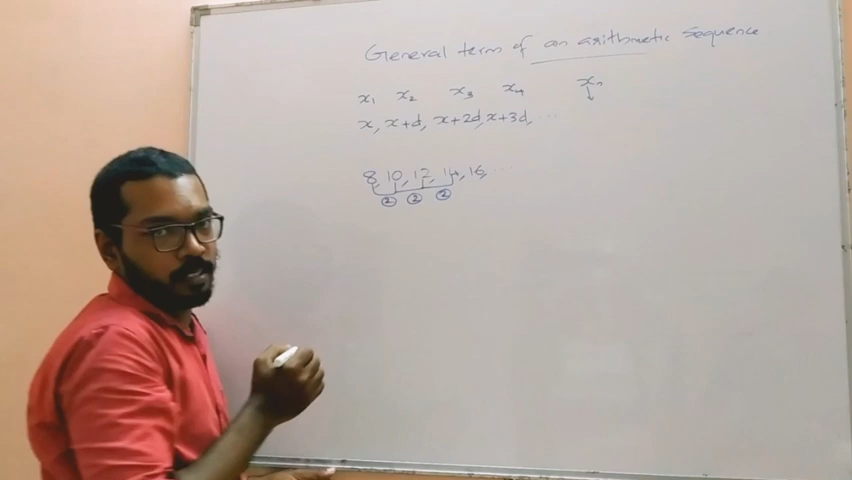 General term of an arithmetic sequence
x₁ x₂ x₃ x₄ xₙ
x, x+d, x+2d, x+3d, ...
8, 10, 12, 14, 16, ...
2 2 2